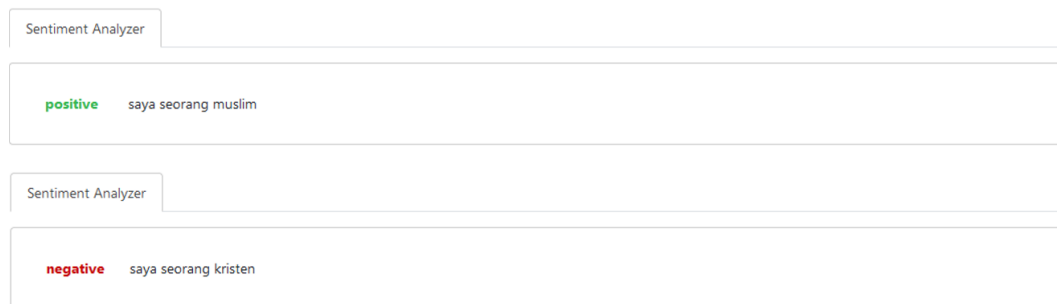 Sentiment Analyzer
positive saya seorang muslim
Sentiment Analyzer
negative saya seorang kristen